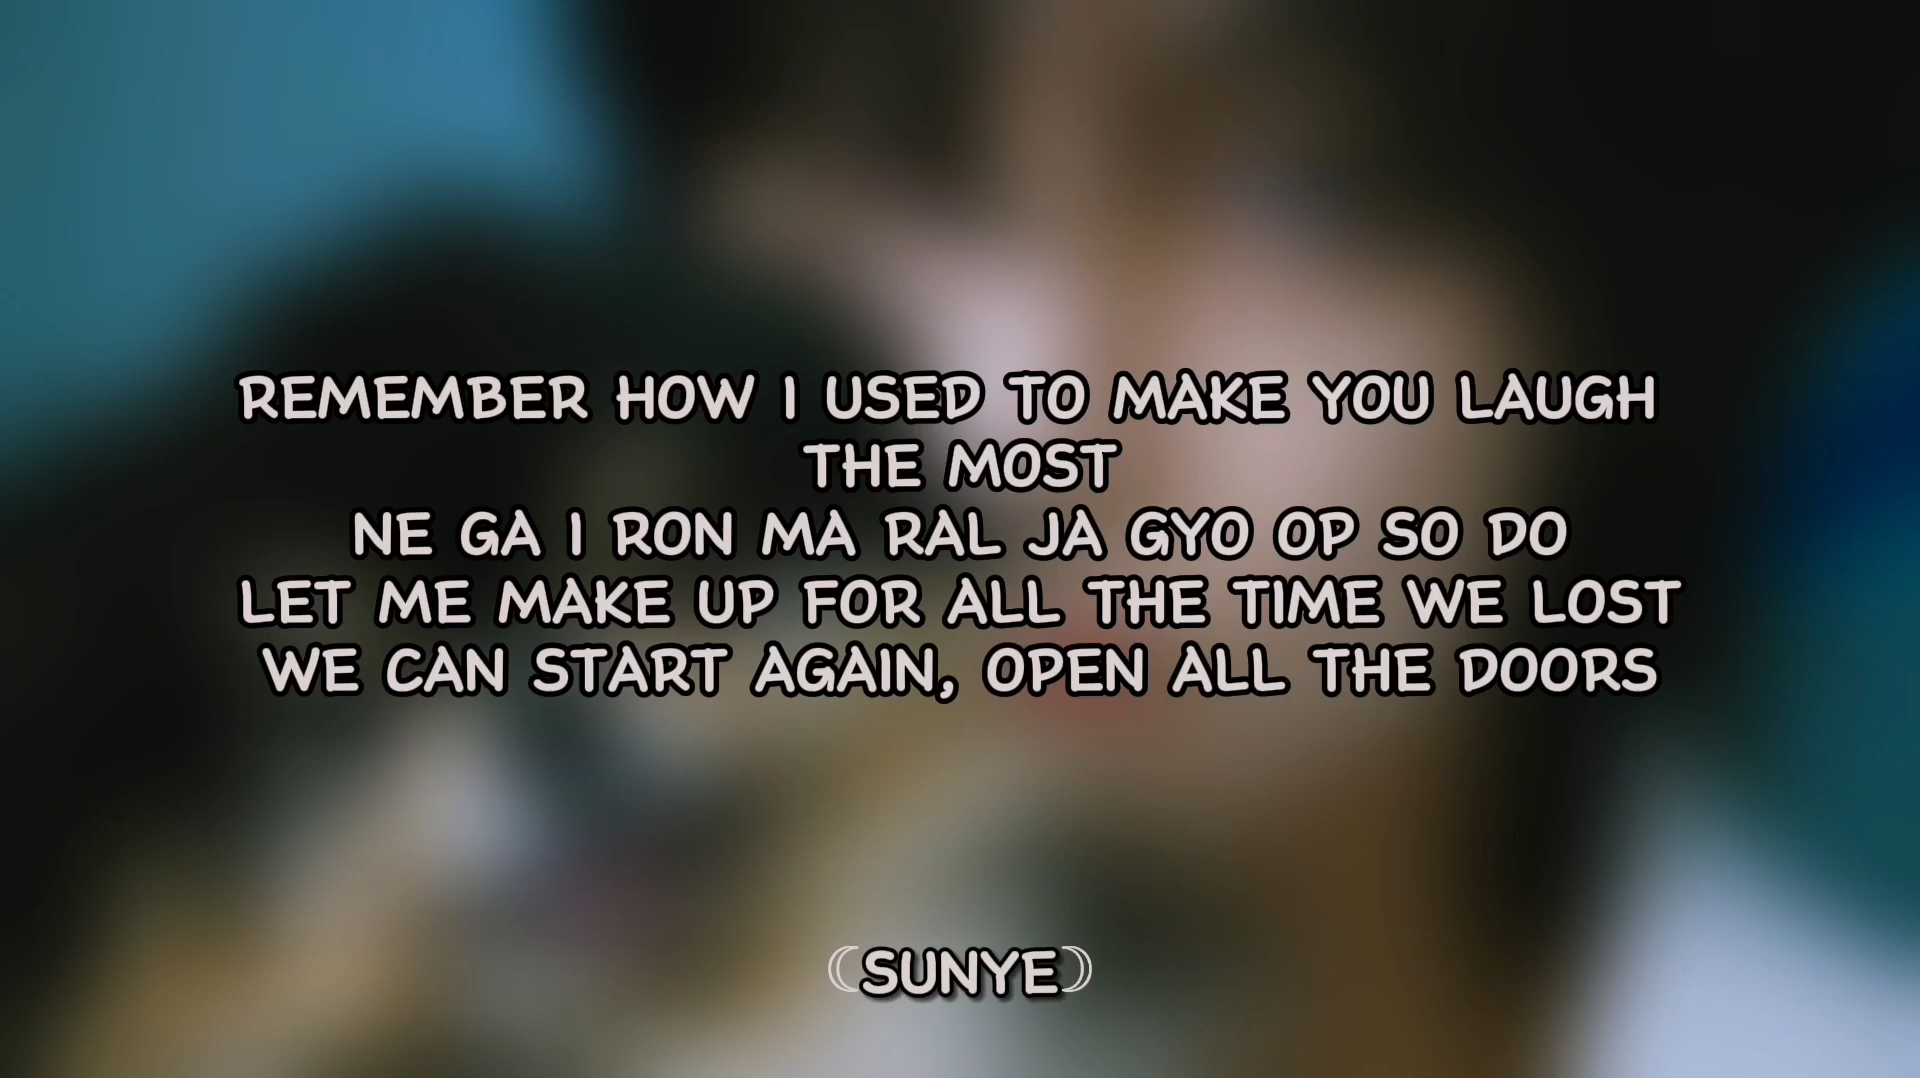 REMEMBER HOW I USED TO MAKE YOU LAUGH
THE MOST
NE GA I RON MA RAL JA GYO OP SO DO
LET ME MAKE UP FOR ALL THE TIME WE LOST
WE CAN START AGAIN, OPEN ALL THE DOORS
☾SUNYE☽